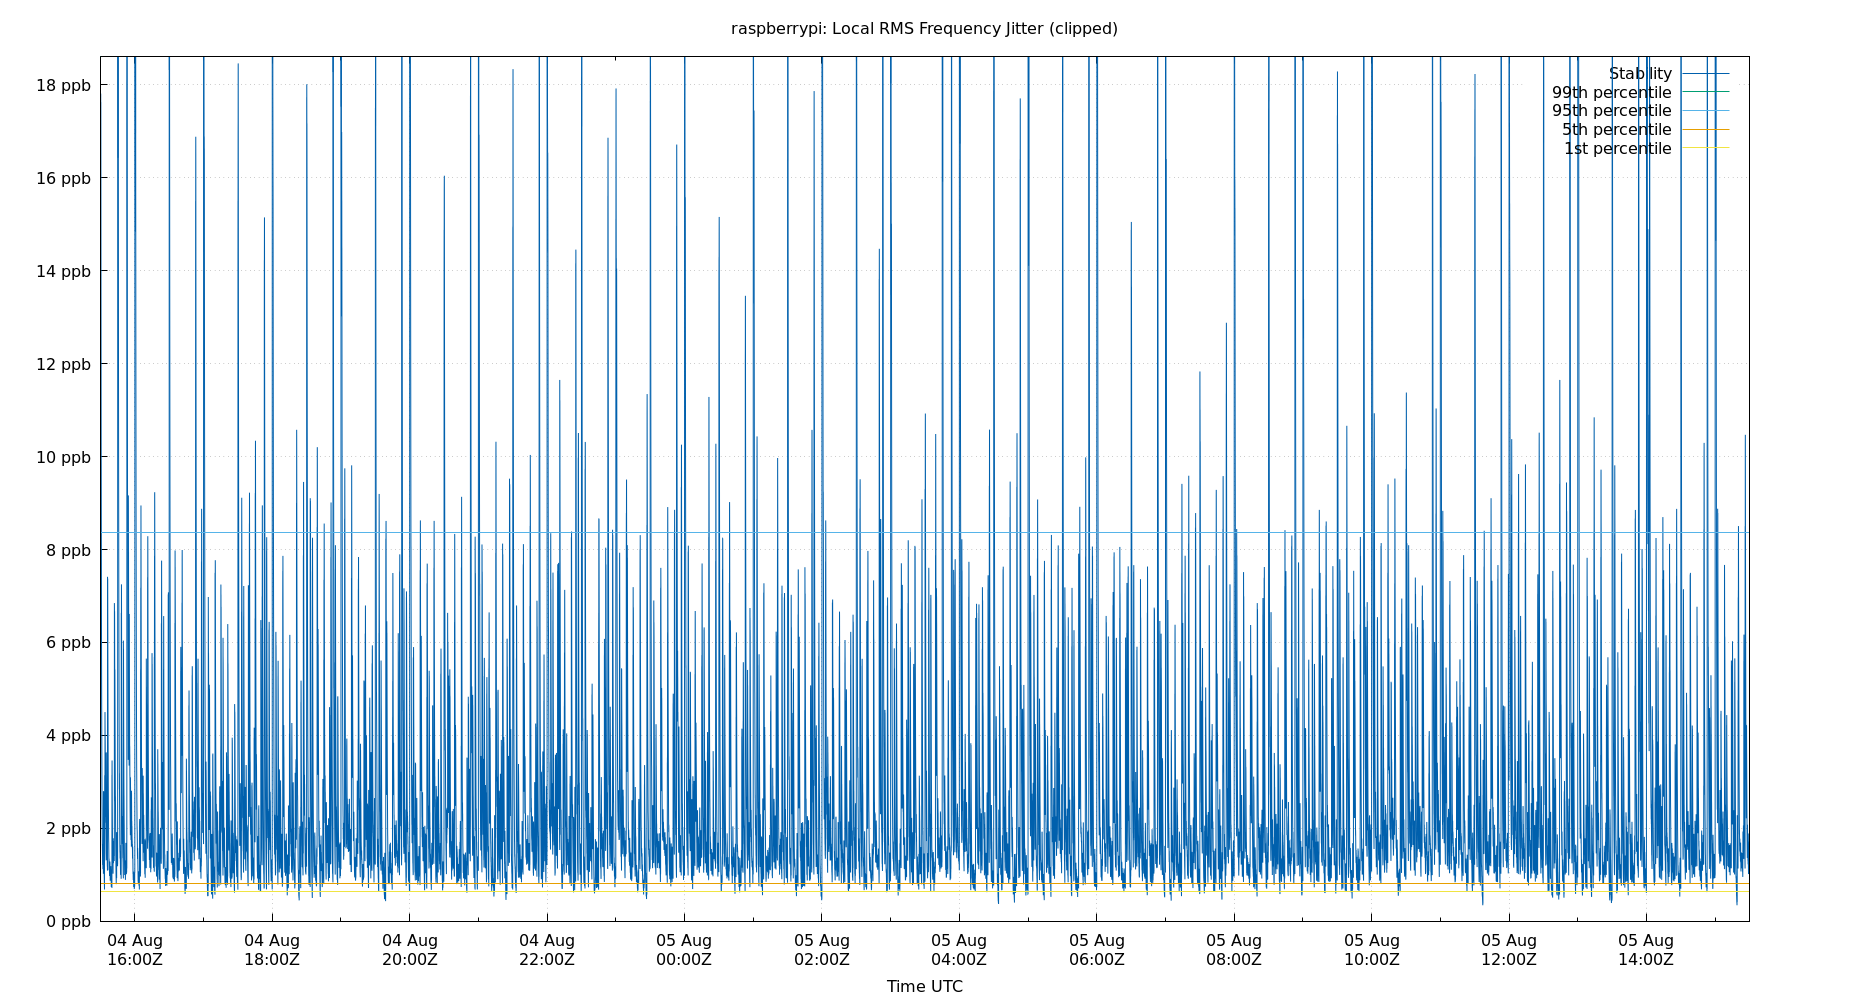 raspberrypi: Local RMS Frequency Jitter (clipped)
18 ppb
16 ppb
14 ppb
12 ppb
10 ppb
8 ppb
6 ppb
4 ppb
2 ppb
0 ppb
Stability
99th percentile
95th percentile
5th percentile
1st percentile
04 Aug 04 Aug 04 Aug 04 Aug 05 Aug 05 Aug 05 Aug 05 Aug 05 Aug 05 Aug 05 Aug 05 Aug
16:00Z 18:00Z 20:00Z 22:00Z 00:00Z 02:00Z 04:00Z 06:00Z 08:00Z 10:00Z 12:00Z 14:00Z
Time UTC